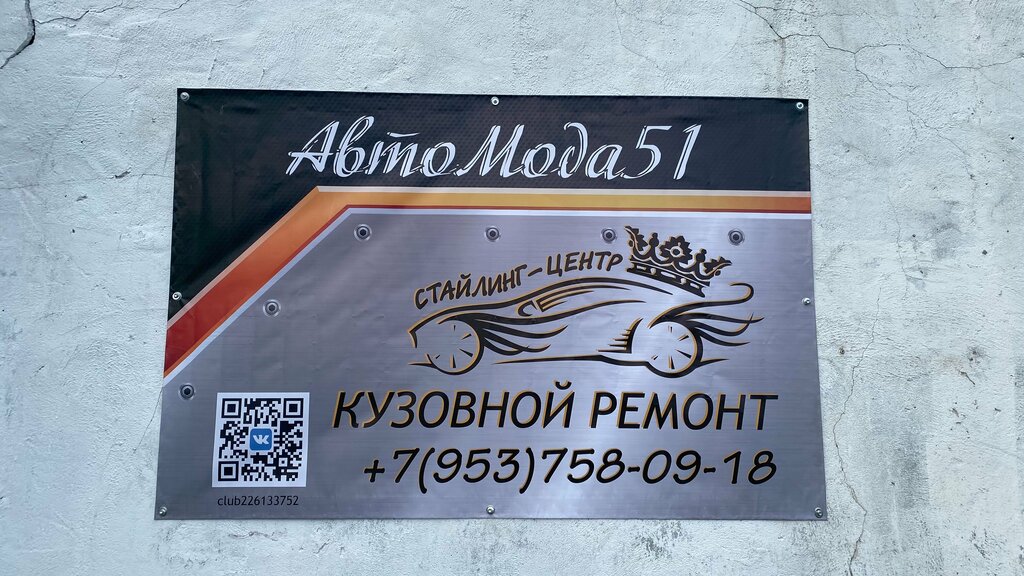 АвтоМода51
СТАЙЛИНГ-ЦЕНТР
КУЗОВНОЙ РЕМОНТ
+7(953)758-09-18
club226133752